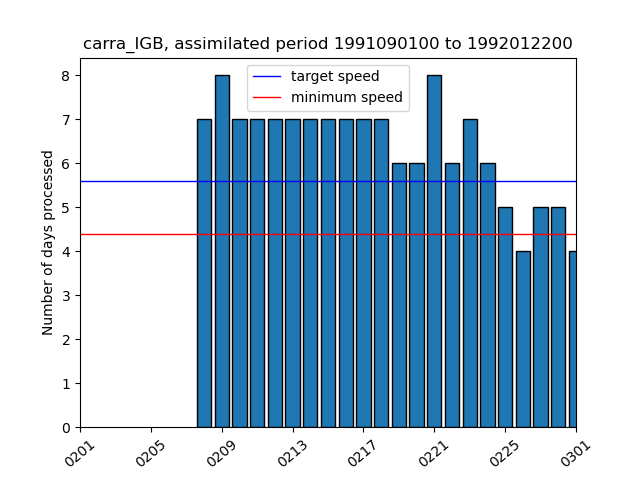 carra_IGB, assimilated period 1991090100 to 1992012200
target speed
minimum speed
Number of days processed
8
7
6
5
4
3
2
1
0
0201 0205 0209 0213 0217 0221 0225 0301